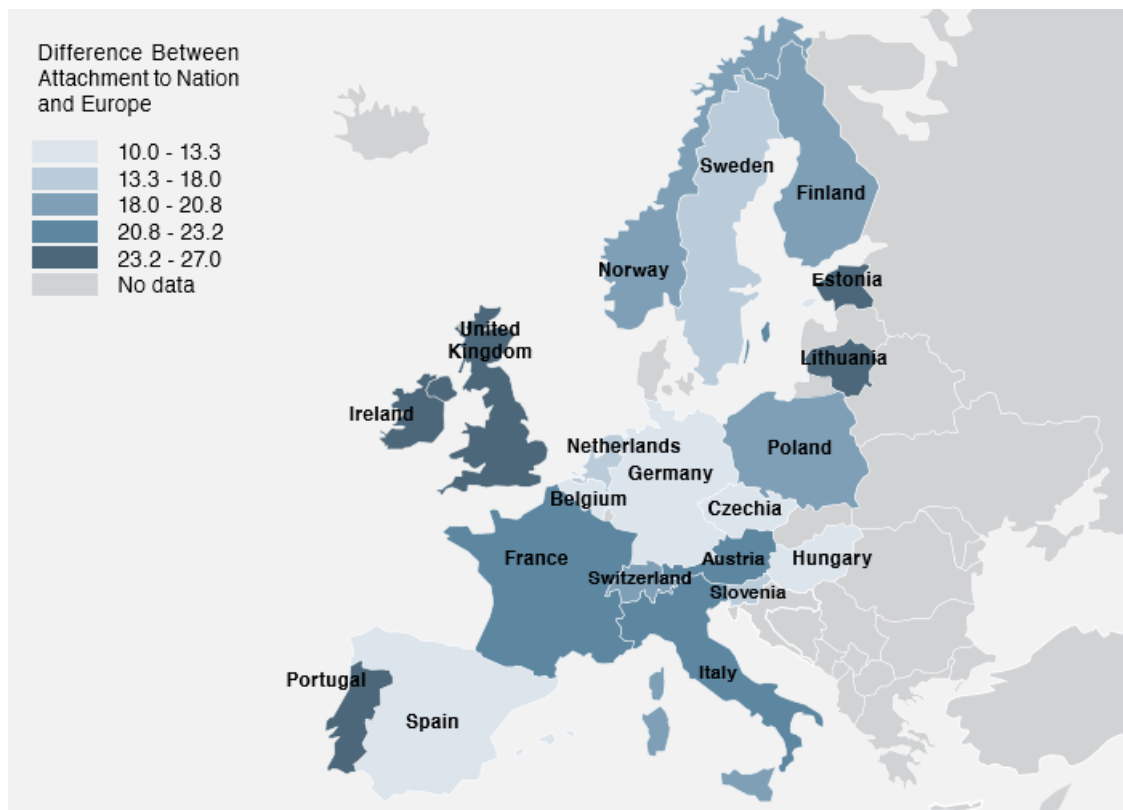 Difference Between
Attachment to Nation
and Europe
10.0 - 13.3
13.3 - 18.0
18.0 - 20.8
20.8 - 23.2
23.2 - 27.0
No data
Sweden
Finland
Norway
Estonia
United
Kingdom
Lithuania
Ireland
Netherlands
Poland
Germany
Belgium
Czechia
France
Austria
Hungary
Switzerland
Slovenia
Italy
Portugal
Spain